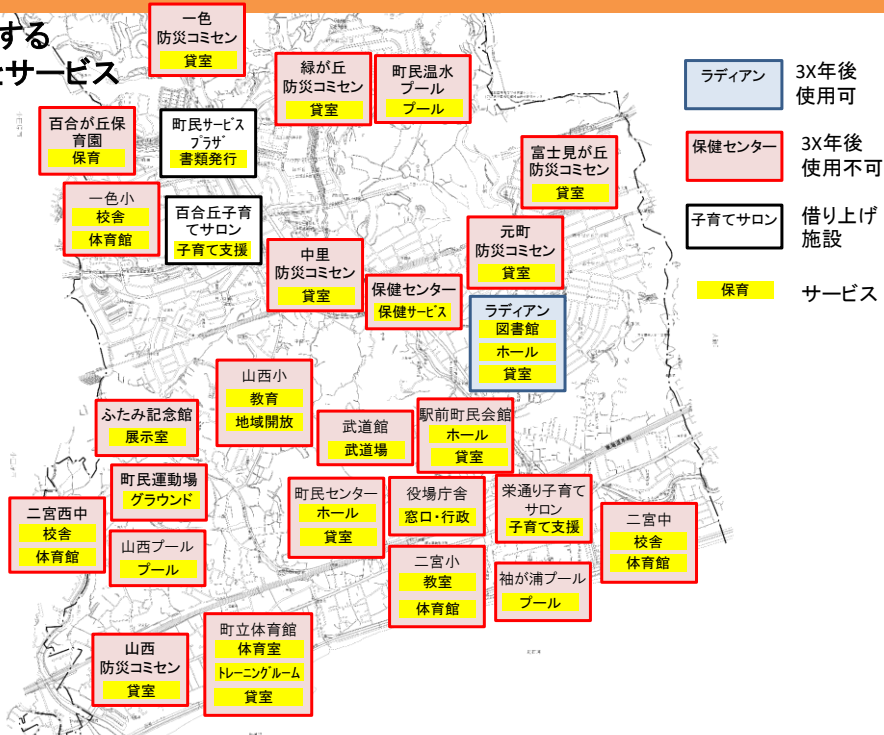 する
サービス
一色
防災コミセン
貸室
緑が丘
防災コミセン
貸室
町民温水
プール
プール
百合が丘保
育園
保育
町民サービス
プラザ
書類発行
富士見が丘
防災コミセン
貸室
一色小
校舎
体育館
百合丘子育
てサロン
子育て支援
中里
防災コミセン
貸室
元町
防災コミセン
貸室
保健センター
保健サービス
ラディアン
図書館
ホール
貸室
山西小
教育
地域開放
ふたみ記念館
展示室
武道館
武道場
駅前町民会館
ホール
貸室
町民運動場
グラウンド
町民センター
ホール
貸室
役場庁舎
窓口・行政
栄通り子育て
サロン
子育て支援
二宮西中
校舎
体育館
二宮中
校舎
体育館
山西プール
プール
二宮小
教室
体育館
袖が浦プール
プール
山西
防災コミセン
貸室
町立体育館
体育室
トレーニングルーム
貸室
ラディアン
3X年後
使用可
保健センター
3X年後
使用不可
子育てサロン
借り上げ
施設
保育
サービス